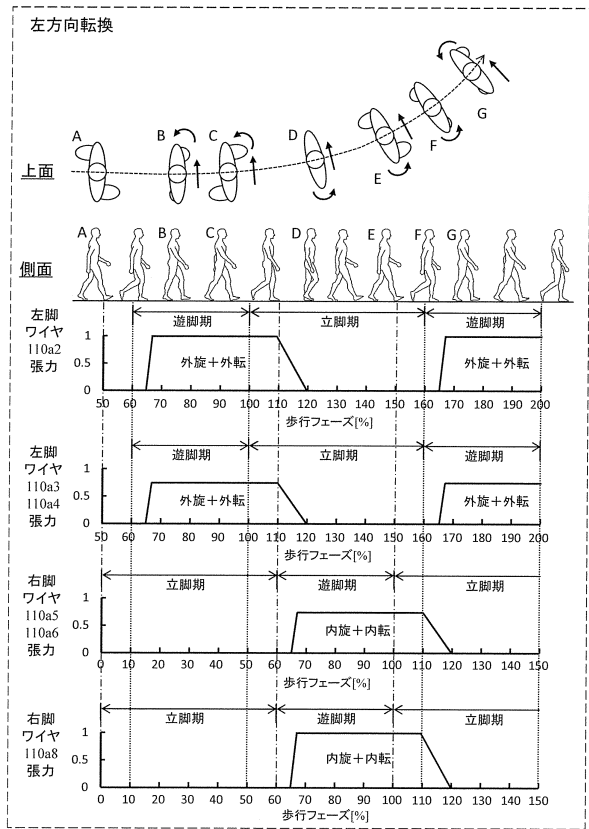 左方向転換
A B C D E F G
上面
A B C D E F G
側面
左脚
ワイヤ
110a2
張力
遊脚期 立脚期 遊脚期
1
0.5
0
外旋＋外転 外旋＋外転
50 60 70 80 90 100 110 120 130 140 150 160 170 180 190 200
歩行フェーズ[%]
左脚
ワイヤ
110a3
110a4
張力
遊脚期 立脚期 遊脚期
1
0.5
0
外旋＋外転 外旋＋外転
50 60 70 80 90 100 110 120 130 140 150 160 170 180 190 200
歩行フェーズ[%]
右脚
ワイヤ
110a5
110a6
張力
立脚期 遊脚期 立脚期
1
0.5
0
内旋＋内転
0 10 20 30 40 50 60 70 80 90 100 110 120 130 140 150
歩行フェーズ[%]
右脚
ワイヤ
110a8
張力
立脚期 遊脚期 立脚期
1
0.5
0
内旋＋内転
0 10 20 30 40 50 60 70 80 90 100 110 120 130 140 150
歩行フェーズ[%]